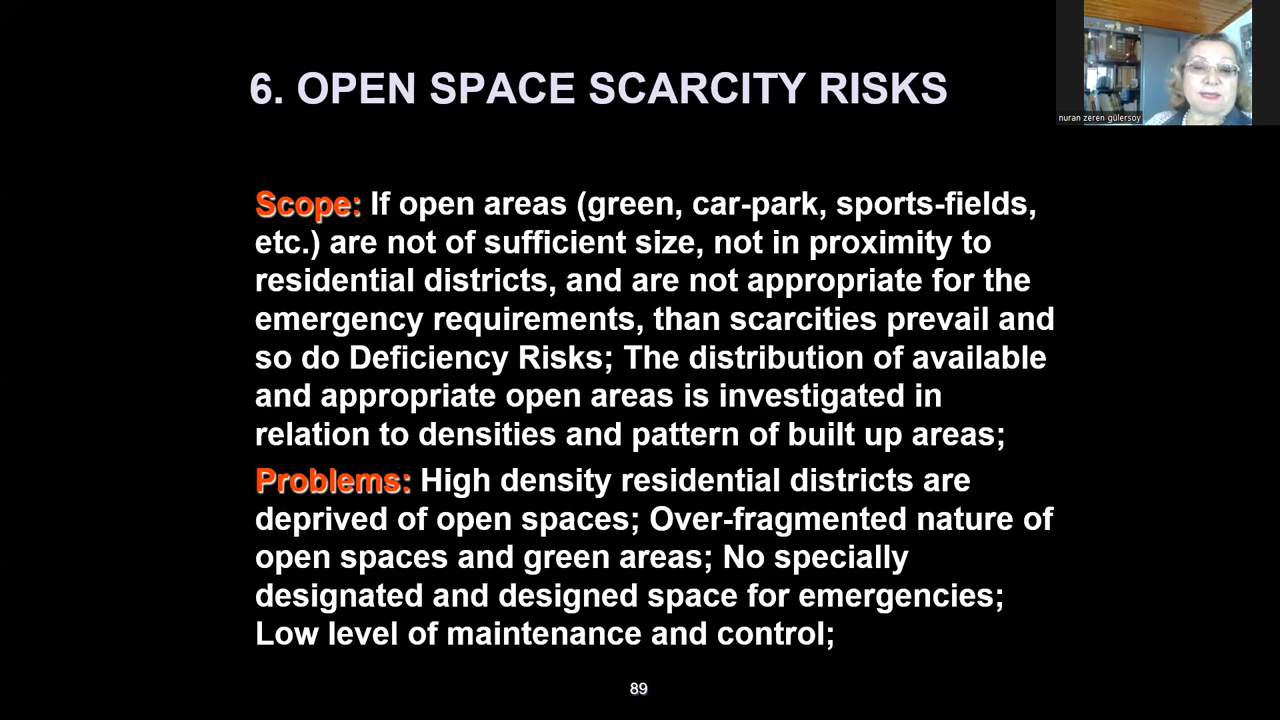 6. OPEN SPACE SCARCITY RISKS
nuran zeren gülersoy
Scope: If open areas (green, car-park, sports-fields,
etc.) are not of sufficient size, not in proximity to
residential districts, and are not appropriate for the
emergency requirements, than scarcities prevail and
so do Deficiency Risks; The distribution of available
and appropriate open areas is investigated in
relation to densities and pattern of built up areas;
Problems: High density residential districts are
deprived of open spaces; Over-fragmented nature of
open spaces and green areas; No specially
designated and designed space for emergencies;
Low level of maintenance and control;
89